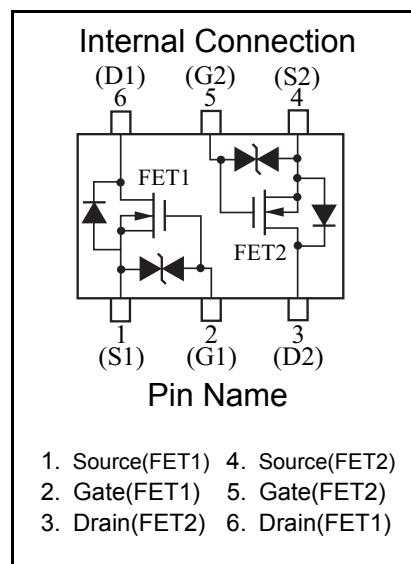 Internal Connection
(D1) (G2) (S2)
6 5 4
FET1
FET2
1 2 3
(S1) (G1) (D2)
Pin Name
1. Source(FET1) 4. Source(FET2)
2. Gate(FET1) 5. Gate(FET2)
3. Drain(FET2) 6. Drain(FET1)